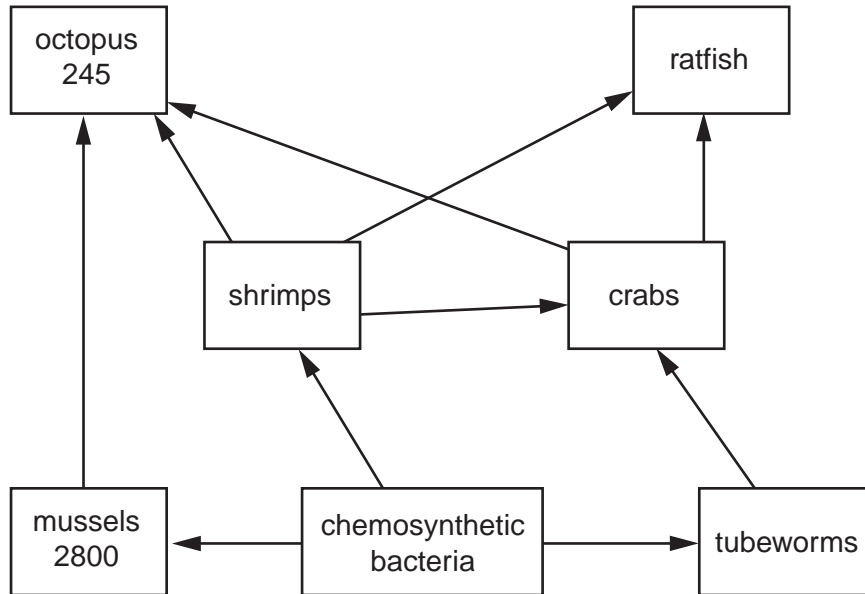 octopus
245
ratfish
shrimps
crabs
mussels
2800
chemosynthetic
bacteria
tubeworms